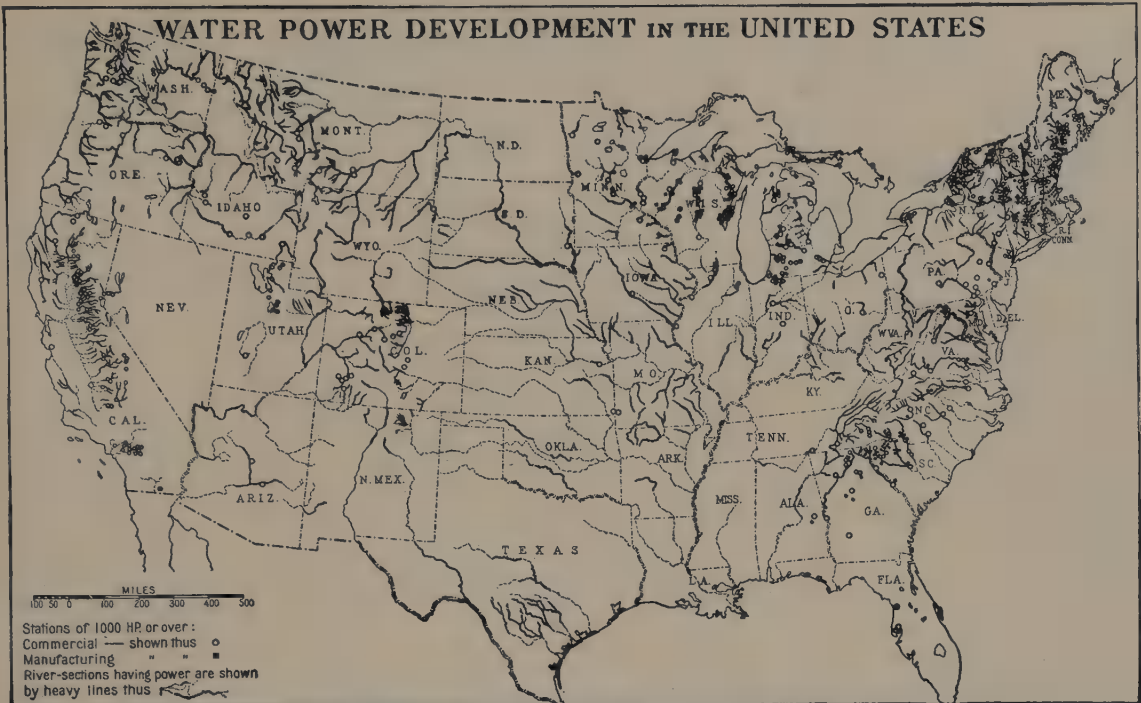 WATER POWER DEVELOPMENT IN THE UNITED STATES
WASH.
MONT.
N.D.
MINN.
ME.
ORE.
IDAHO
S.D.
WIS.
N.Y.
N.H.
MASS.
R.I.
CONN.
WYO.
IOWA
PA.
NEV.
UTAH
NEB.
ILL.
IND.
O.
W.VA.
MD.
DEL.
COL.
KAN.
MO.
KY.
VA.
CAL.
N.C.
OKLA.
TENN.
ARK.
S.C.
ARIZ.
N.MEX.
MISS.
ALA.
GA.
TEXAS
LA.
FLA.
MILES
100 50 0 100 200 300 400 500
Stations of 1000 HP. or over:
Commercial — shown thus
Manufacturing " "
River-sections having power are shown
by heavy lines thus